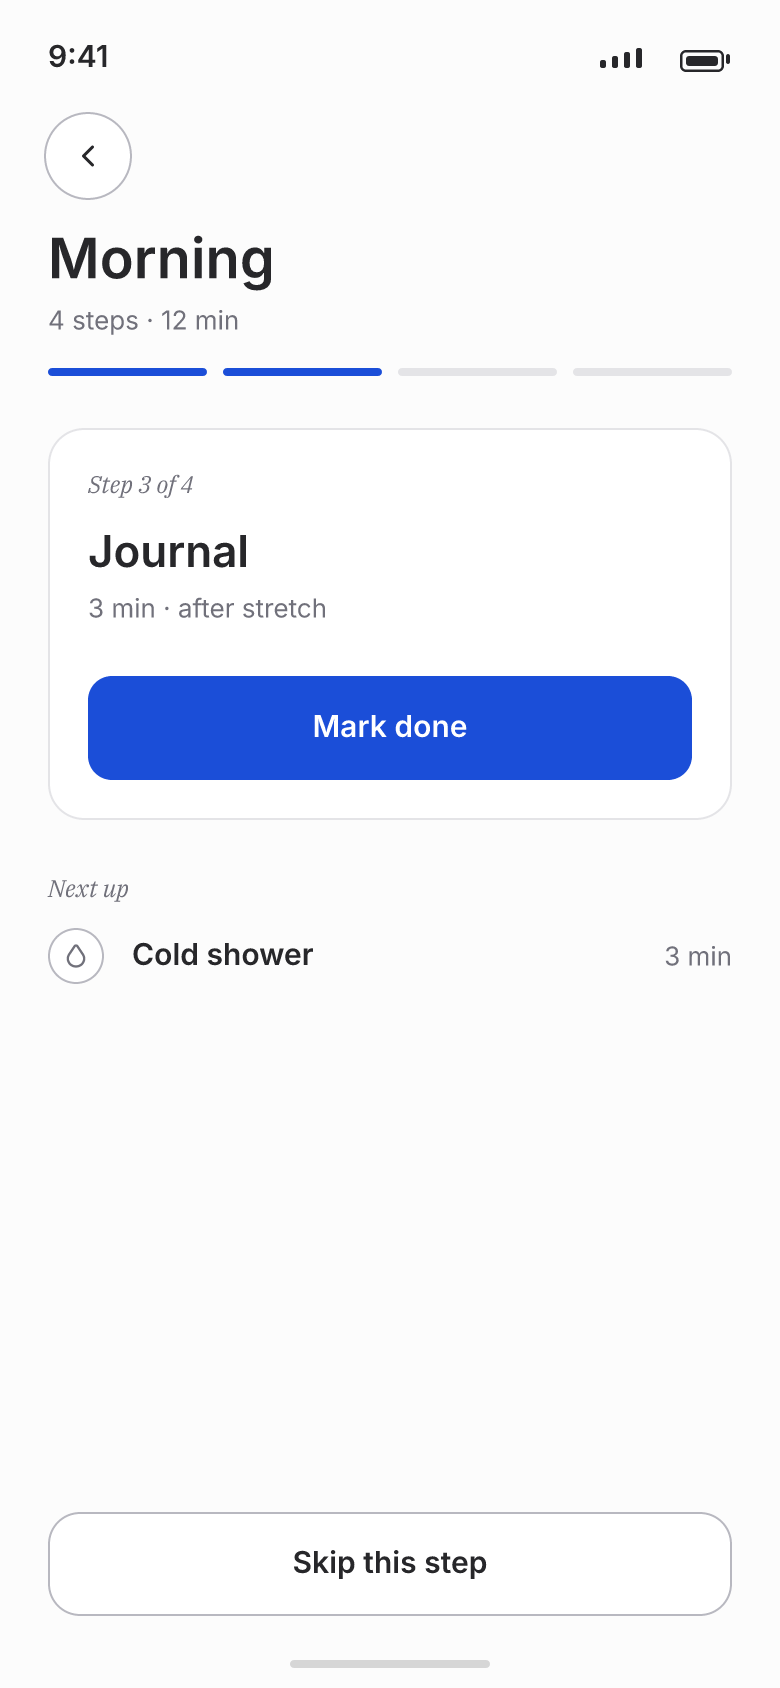 9:41
Morning
4 steps · 12 min
Step 3 of 4
Journal
3 min · after stretch
Mark done
Next up
Cold shower
3 min
Skip this step